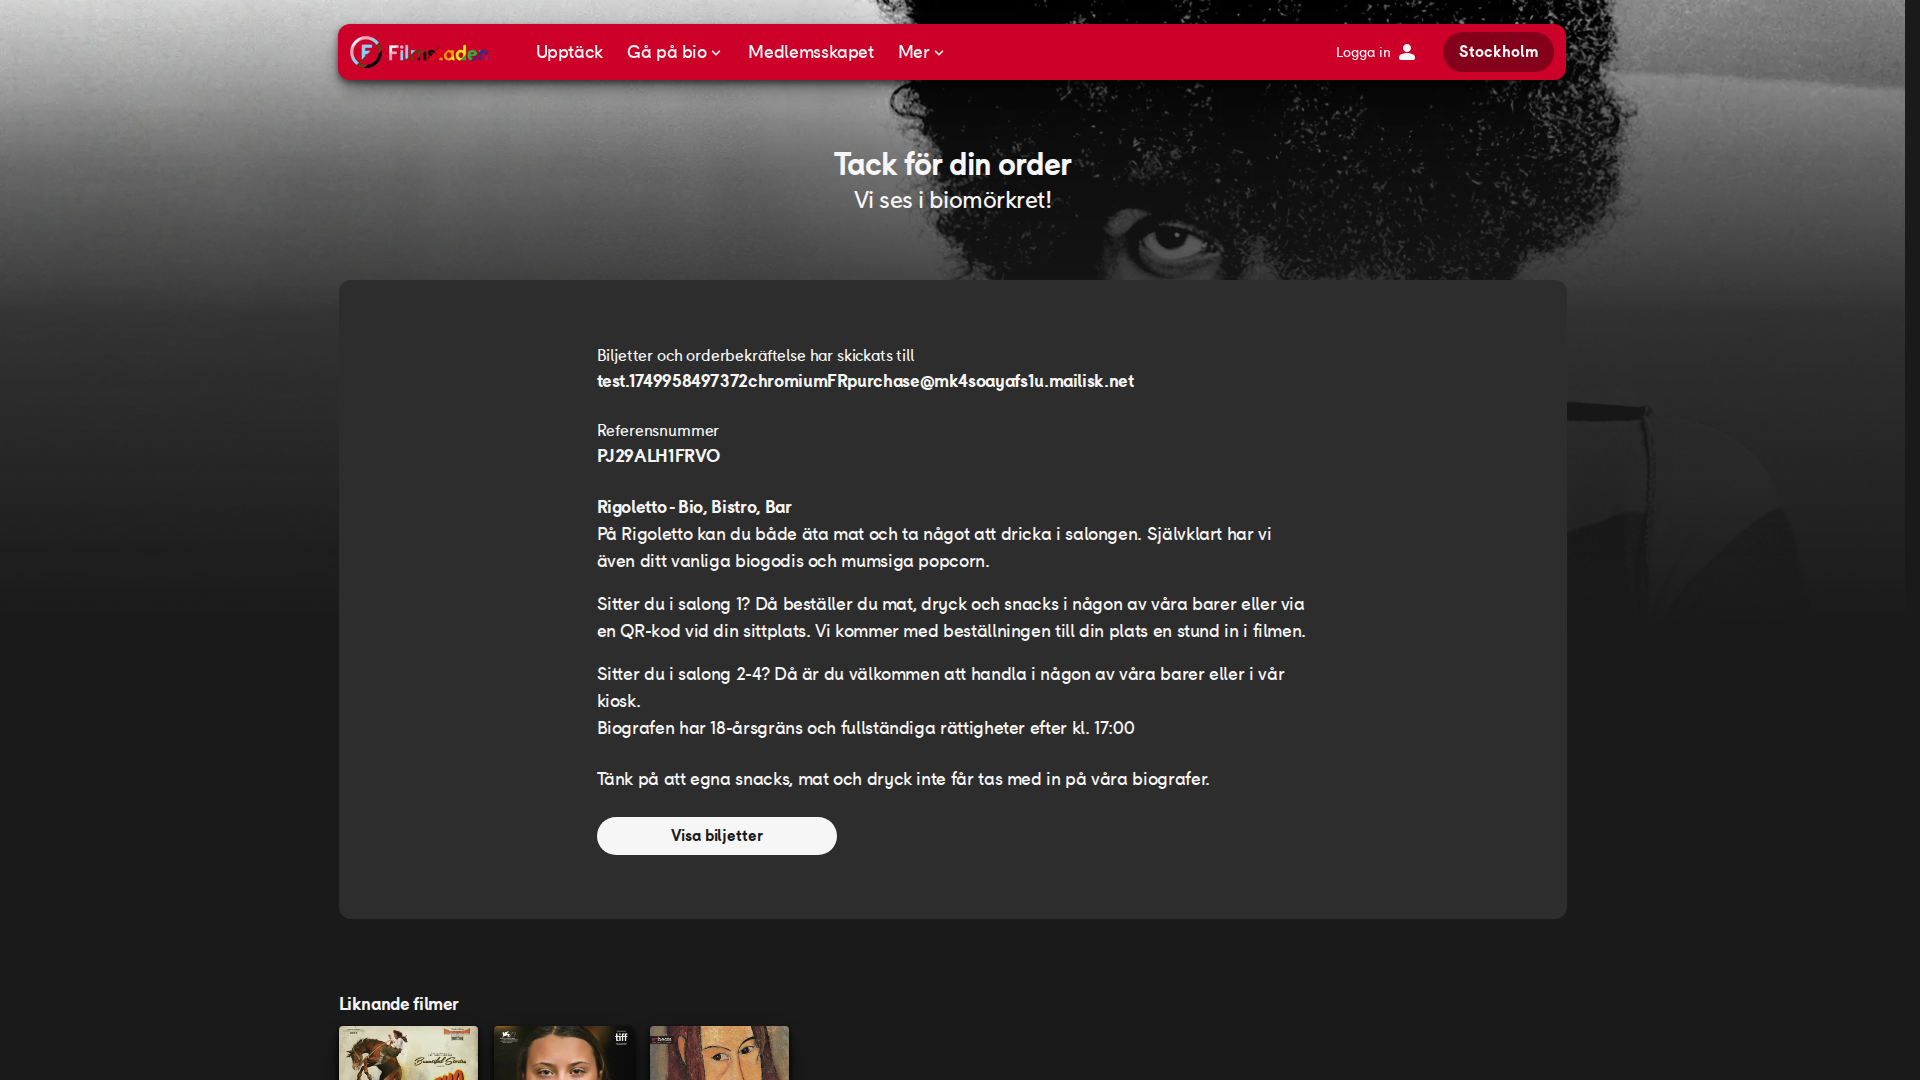 Filmstaden
Upptäck
Gå på bio
Medlemsskapet
Mer
Logga in
Stockholm
Tack för din order
Vi ses i biomörkret!
Biljetter och orderbekräftelse har skickats till
test.1749958497372chromiumFRpurchase@mk4soayafs1u.mailisk.net
Referensnummer
PJ29ALH1FRVO
Rigoletto - Bio, Bistro, Bar
På Rigoletto kan du både äta mat och ta något att dricka i salongen. Självklart har vi
även ditt vanliga biogodis och mumsiga popcorn.
Sitter du i salong 1? Då beställer du mat, dryck och snacks i någon av våra barer eller via
en QR-kod vid din sittplats. Vi kommer med beställningen till din plats en stund in i filmen.
Sitter du i salong 2-4? Då är du välkommen att handla i någon av våra barer eller i vår
kiosk.
Biografen har 18-årsgräns och fullständiga rättigheter efter kl. 17:00
Tänk på att egna snacks, mat och dryck inte får tas med in på våra biografer.
Visa biljetter
Liknande filmer
tiff